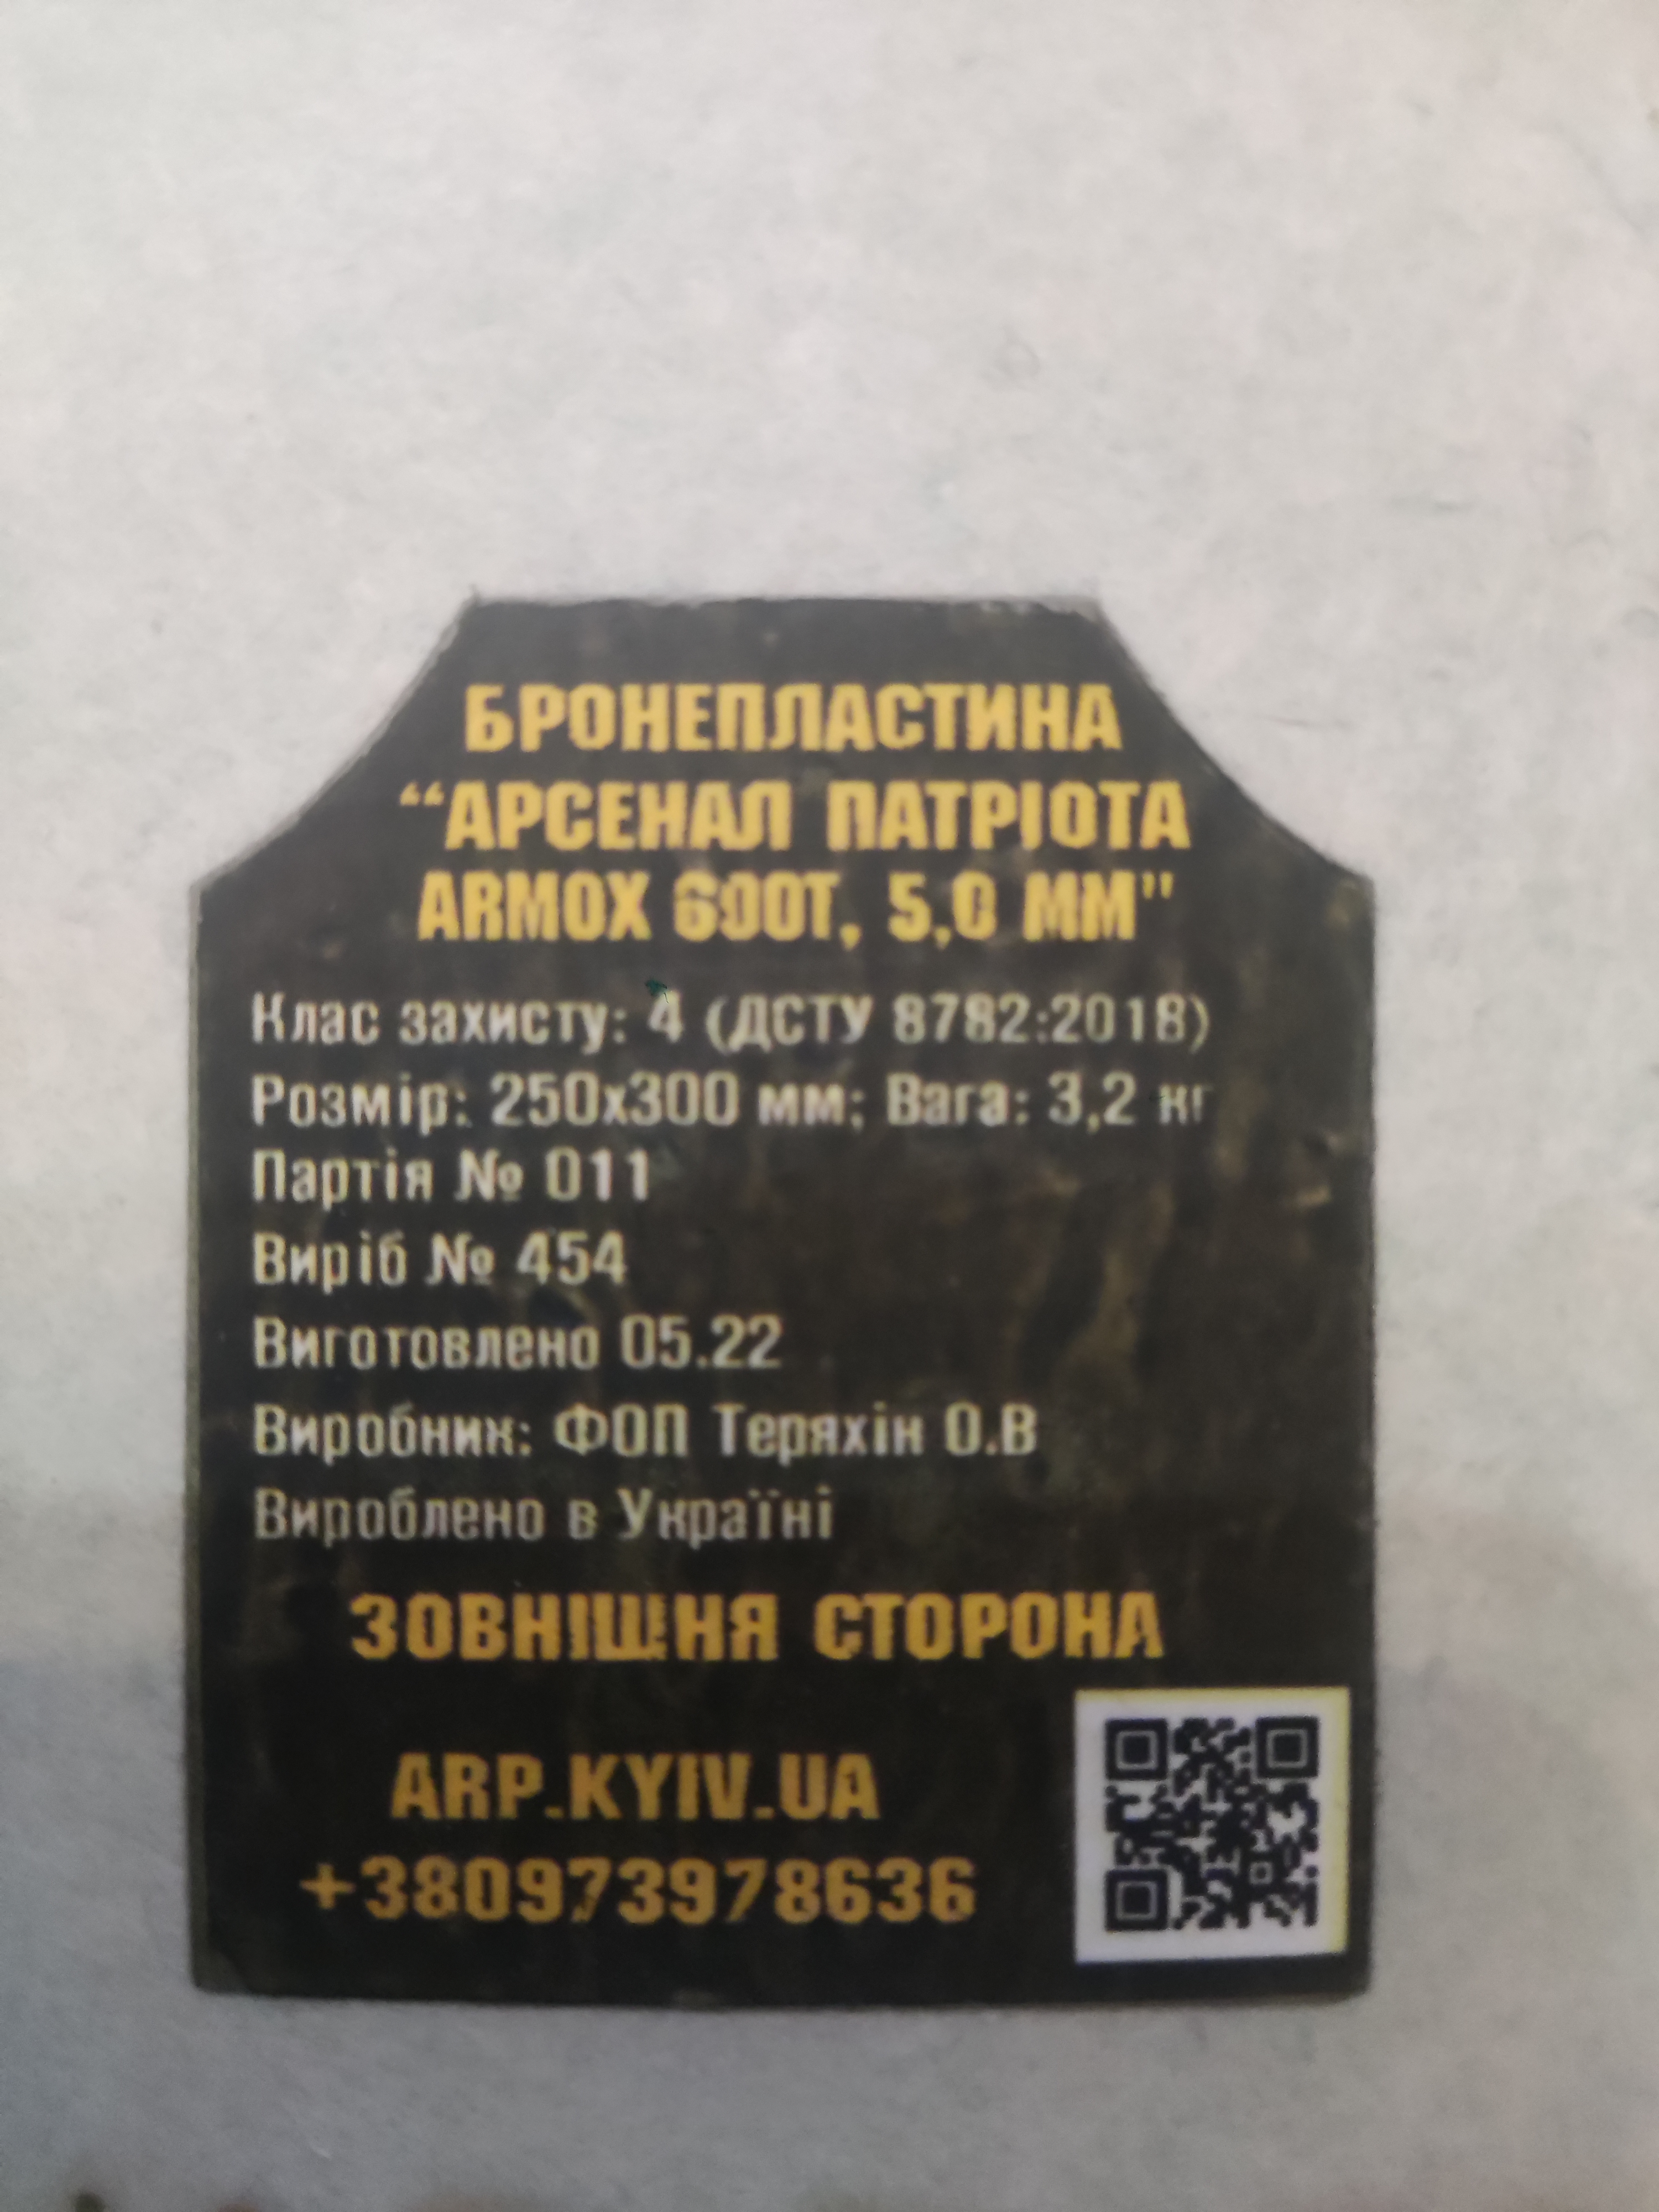 БРОНЕПЛАСТИНА
“АРСЕНАЛ ПАТРІОТА
ARMOX 600T, 5,0 ММ”
Клас захисту: 4 (ДСТУ 8782:2018)
Розмір: 250х300 мм; Вага: 3,2 кг
Партія № 011
Виріб № 454
Виготовлено 05.22
Виробник: ФОП Теряхін О.В
Вироблено в Україні
ЗОВНІШНЯ СТОРОНА
ARP.KYIV.UA
+380973978636